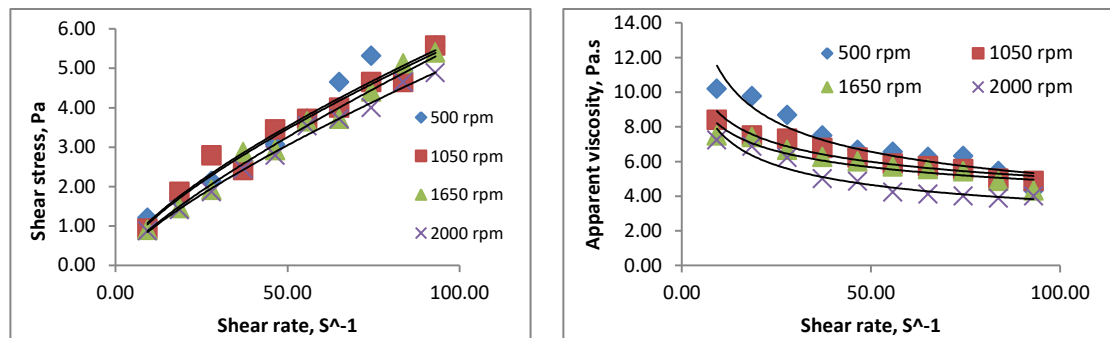 6.00
5.00
4.00
3.00
2.00
1.00
0.00
Shear stress, Pa
500 rpm
1050 rpm
1650 rpm
2000 rpm
0.00 50.00 100.00
Shear rate, S^-1
14.00
12.00
10.00
8.00
6.00
4.00
2.00
0.00
Apparent viscosity, Pa.s
500 rpm 1050 rpm
1650 rpm 2000 rpm
0.00 50.00 100.00
Shear rate, S^-1